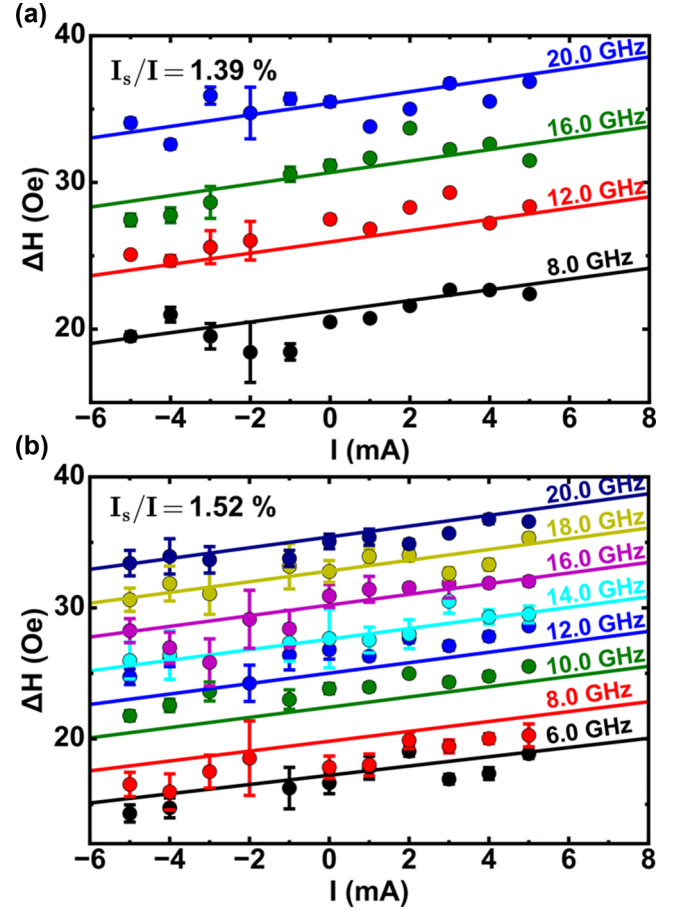 (a)
40
I_s/I = 1.39 %
20.0 GHz
16.0 GHz
30
12.0 GHz
ΔH (Oe)
8.0 GHz
20
−6 −4 −2 0 2 4 6 8
I (mA)
(b)
40
I_s/I = 1.52 %
20.0 GHz
18.0 GHz
16.0 GHz
30
14.0 GHz
12.0 GHz
ΔH (Oe)
10.0 GHz
8.0 GHz
20
6.0 GHz
−6 −4 −2 0 2 4 6 8
I (mA)